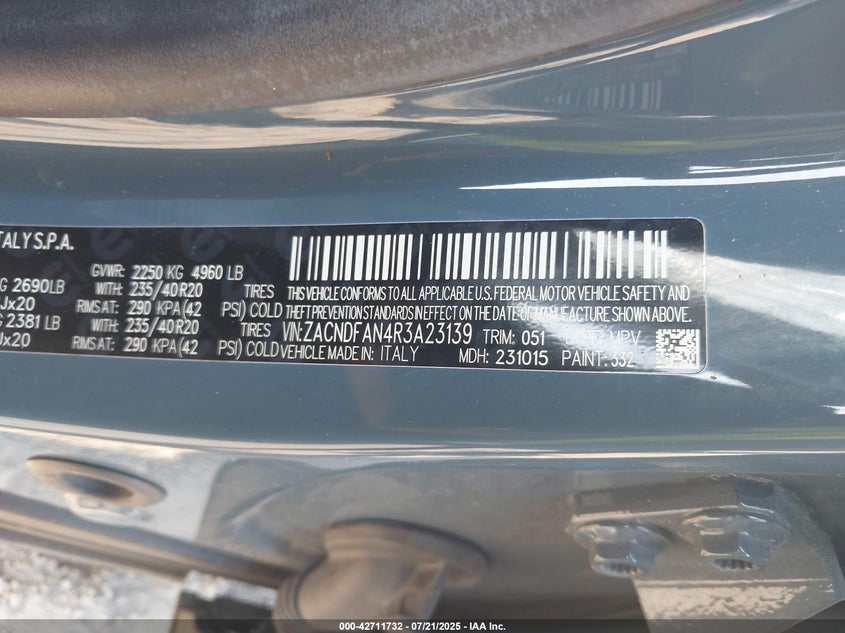 TALY S.P.A.
GVWR: 2250 KG 4960 LB
G 2690LB WITH: 235/40R20 TIRES
Jx20 RIMS AT: 290 KPA(42 PSI) COLD
G 2381 LB WITH: 235/40R20 TIRES
Jx20 RIMS AT: 290 KPA(42 PSI) COLD
THIS VEHICLE CONFORMS TO ALL APPLICABLE U.S. FEDERAL MOTOR VEHICLE SAFETY AND
THEFT PREVENTION STANDARDS IN EFFECT ON THE DATE OF MANUFACTURE SHOWN ABOVE.
VIN: ZACNDFAN4R3A23139 TRIM: 051 MPV
VEHICLE MADE IN: ITALY MDH: 231015 PAINT: 332
000-42711732 - 07/21/2025 - IAA Inc.